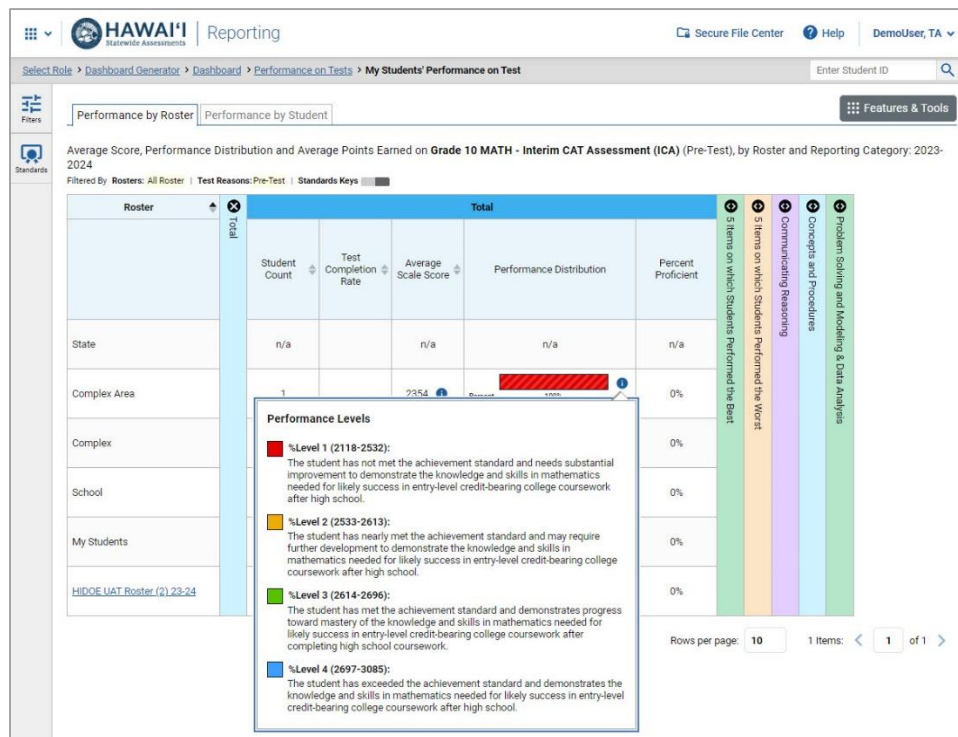 HAWAI‘I
Statewide Assessments
Reporting
Secure File Center
Help
DemoUser, TA
Select Role > Dashboard Generator > Dashboard > Performance on Tests > My Students' Performance on Test
Enter Student ID
Filters
Standards
Performance by Roster
Performance by Student
Features & Tools
Average Score, Performance Distribution and Average Points Earned on Grade 10 MATH - Interim CAT Assessment (ICA) (Pre-Test), by Roster and Reporting Category: 2023-
2024
Filtered By Rosters: All Roster | Test Reasons: Pre-Test | Standards Keys
Roster
Total
Total
Student
Count
Test
Completion
Rate
Average
Scale Score
Performance Distribution
Percent
Proficient
5 Items on which Students Performed the Best
5 Items on which Students Performed the Worst
Communicating Reasoning
Concepts and Procedures
Problem Solving and Modeling & Data Analysis
State
n/a
n/a
n/a
n/a
Complex Area
1
2354
Percent
100%
0%
Complex
0%
School
0%
My Students
0%
HIDOE UAT Roster (2) 23-24
0%
Performance Levels
%Level 1 (2118-2532):
The student has not met the achievement standard and needs substantial
improvement to demonstrate the knowledge and skills in mathematics
needed for likely success in entry-level credit-bearing college coursework
after high school.
%Level 2 (2533-2613):
The student has nearly met the achievement standard and may require
further development to demonstrate the knowledge and skills in
mathematics needed for likely success in entry-level credit-bearing college
coursework after high school.
%Level 3 (2614-2696):
The student has met the achievement standard and demonstrates progress
toward mastery of the knowledge and skills in mathematics needed for
likely success in entry-level credit-bearing college coursework after
completing high school coursework.
%Level 4 (2697-3085):
The student has exceeded the achievement standard and demonstrates the
knowledge and skills in mathematics needed for likely success in entry-level
credit-bearing college coursework after high school.
Rows per page: 10
1 Items: 1 of 1